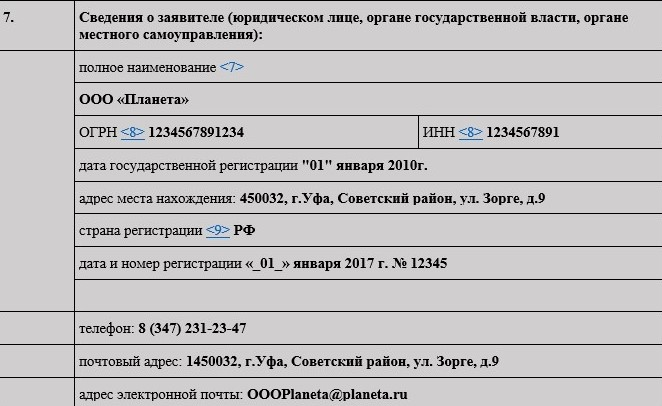 7. Сведения о заявителе (юридическом лице, органе государственной власти, органе
местного самоуправления):
полное наименование <7>
ООО «Планета»
ОГРН <8> 1234567891234 ИНН <8> 1234567891
дата государственной регистрации "01" января 2010г.
адрес места нахождения: 450032, г.Уфа, Советский район, ул. Зорге, д.9
страна регистрации <9> РФ
дата и номер регистрации «_01_» января 2017 г. № 12345
телефон: 8 (347) 231-23-47
почтовый адрес: 1450032, г.Уфа, Советский район, ул. Зорге, д.9
адрес электронной почты: OOOPlaneta@planeta.ru